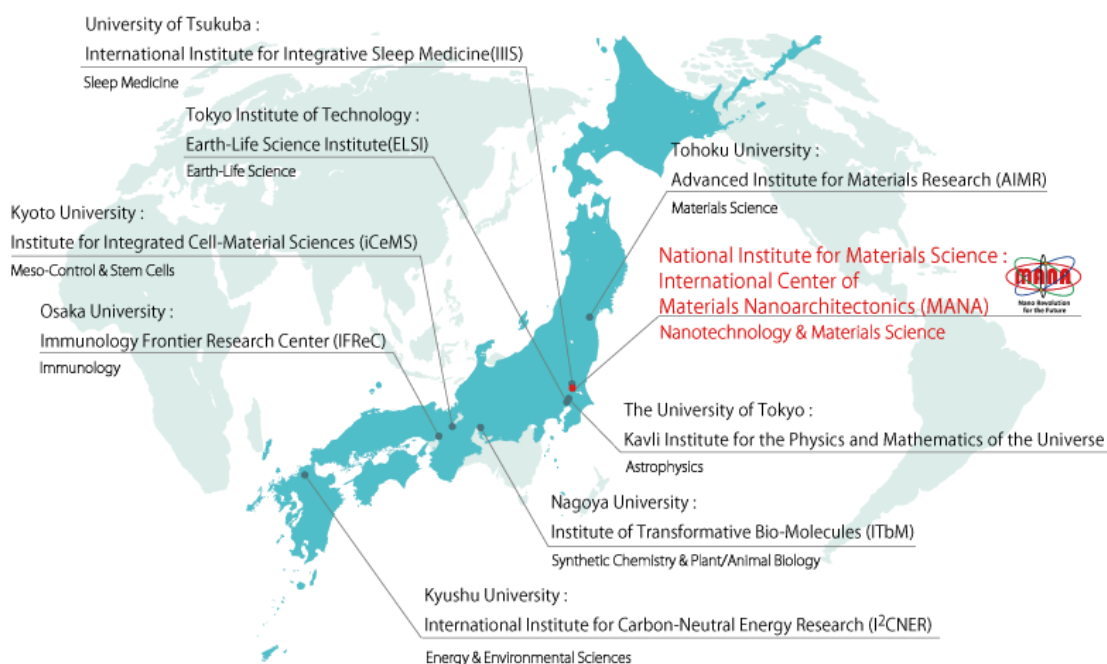 University of Tsukuba :
International Institute for Integrative Sleep Medicine(IIIS)
Sleep Medicine
Tokyo Institute of Technology :
Earth-Life Science Institute(ELSI)
Earth-Life Science
Tohoku University :
Advanced Institute for Materials Research (AIMR)
Materials Science
Kyoto University :
Institute for Integrated Cell-Material Sciences (iCeMS)
Meso-Control & Stem Cells
National Institute for Materials Science :
International Center of
Materials Nanoarchitectonics (MANA)
Nanotechnology & Materials Science
MANA
Nano Revolution
for the Future
Osaka University :
Immunology Frontier Research Center (IFReC)
Immunology
The University of Tokyo :
Kavli Institute for the Physics and Mathematics of the Universe
Astrophysics
Nagoya University :
Institute of Transformative Bio-Molecules (ITbM)
Synthetic Chemistry & Plant/Animal Biology
Kyushu University :
International Institute for Carbon-Neutral Energy Research (I²CNER)
Energy & Environmental Sciences